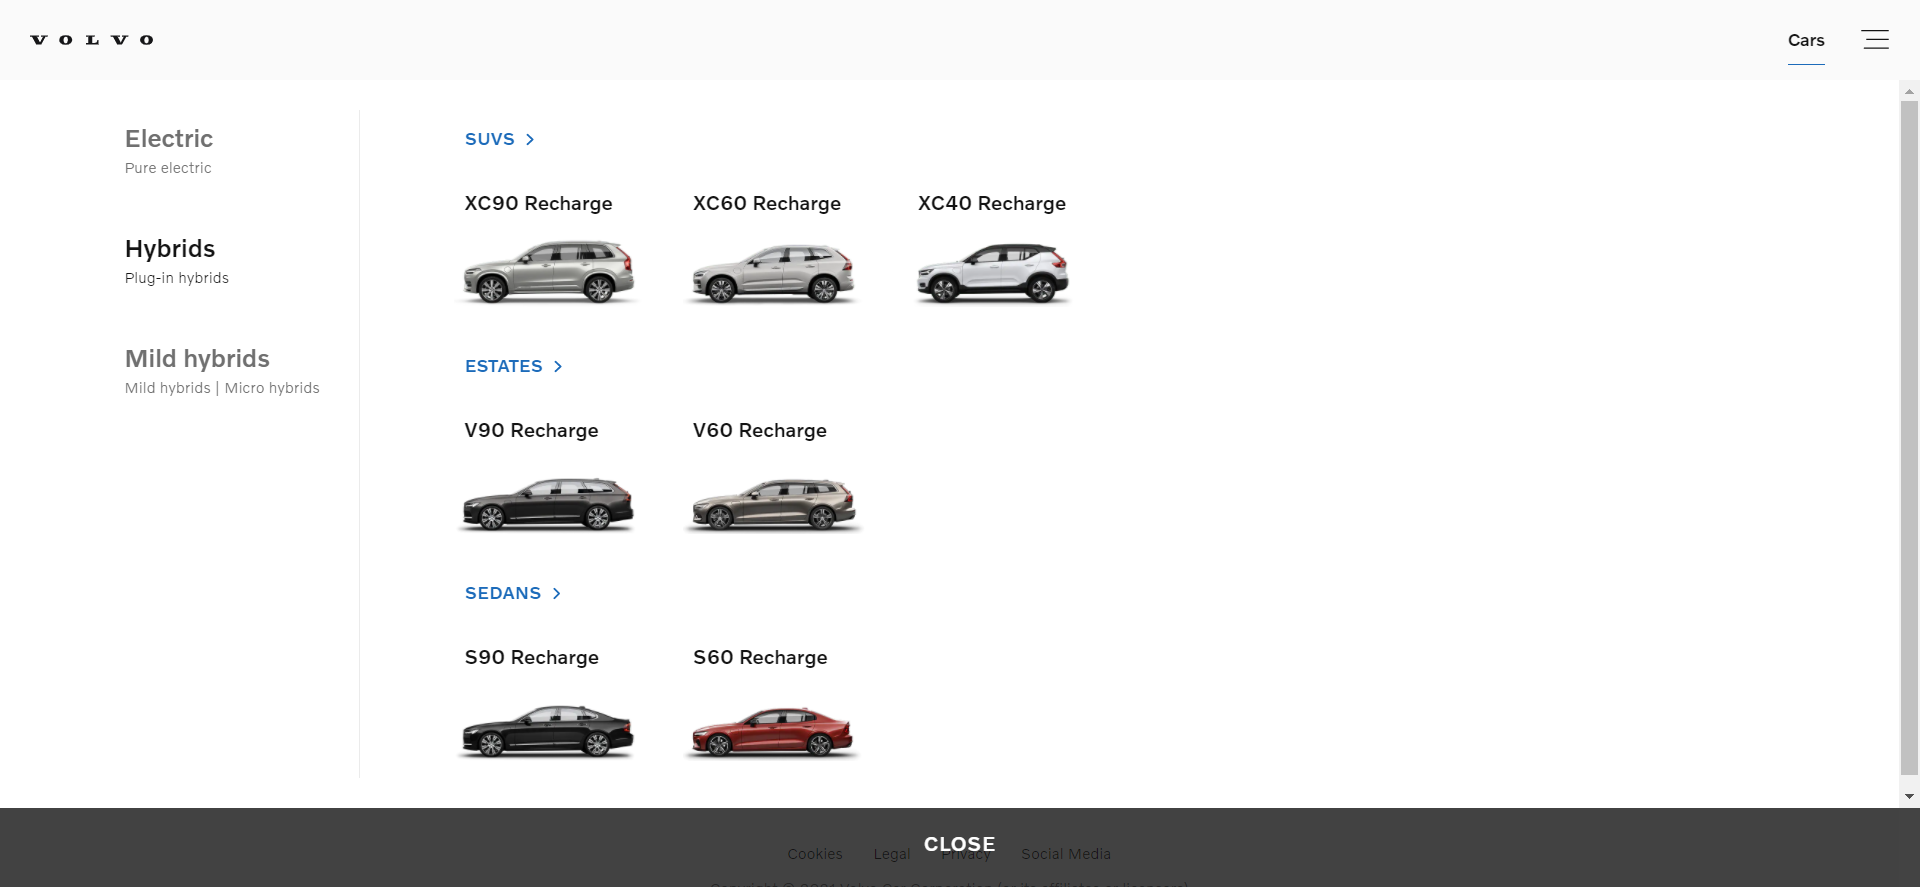 VOLVO
Cars
Electric
Pure electric
Hybrids
Plug-in hybrids
Mild hybrids
Mild hybrids | Micro hybrids
SUVS
XC90 Recharge
XC60 Recharge
XC40 Recharge
ESTATES
V90 Recharge
V60 Recharge
SEDANS
S90 Recharge
S60 Recharge
CLOSE
Cookies
Legal
Privacy
Social Media